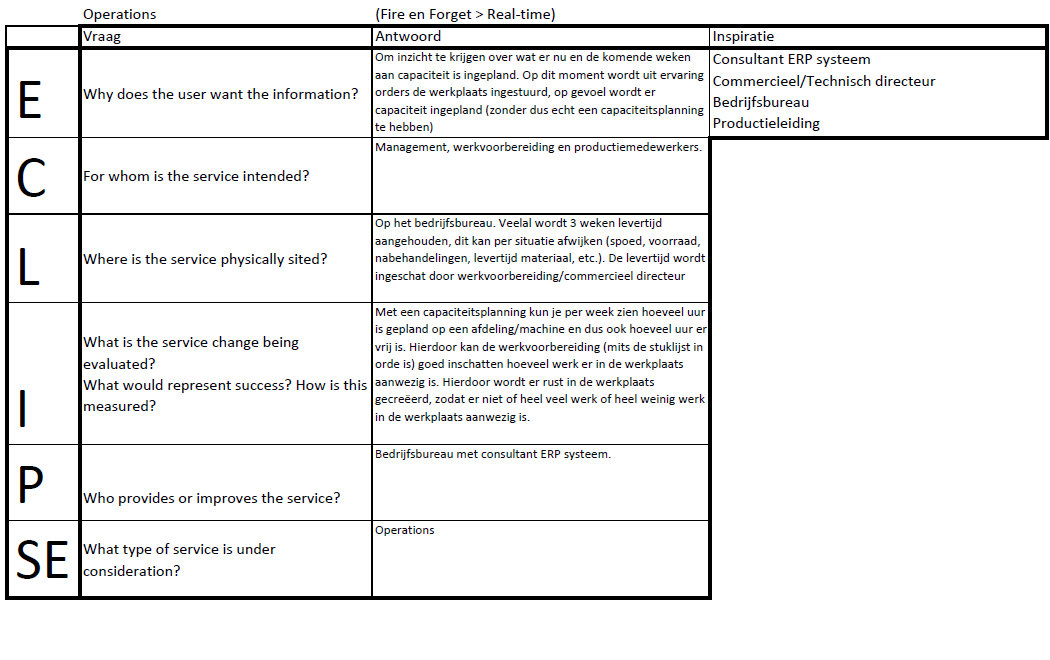 Operations
(Fire en Forget > Real-time)
Vraag
Antwoord
Inspiratie
E
Why does the user want the information?
Om inzicht te krijgen over wat er nu en de komende weken
aan capaciteit is ingepland. Op dit moment wordt uit ervaring
orders de werkplaats ingestuurd, op gevoel wordt er
capaciteit ingepland (zonder dus echt een capaciteitsplanning
te hebben)
Consultant ERP systeem
Commercieel/Technisch directeur
Bedrijfsbureau
Productieleiding
C
For whom is the service intended?
Management, werkvoorbereiding en productiemedewerkers.
L
Where is the service physically sited?
Op het bedrijfsbureau. Veelal wordt 3 weken levertijd
aangehouden, dit kan per situatie afwijken (spoed, voorraad,
nabehandelingen, levertijd materiaal, etc.). De levertijd wordt
ingeschat door werkvoorbereiding/commercieel directeur
I
What is the service change being
evaluated?
What would represent success? How is this
measured?
Met een capaciteitsplanning kun je per week zien hoeveel uur
is gepland op een afdeling/machine en dus ook hoeveel uur er
vrij is. Hierdoor kan de werkvoorbereiding (mits de stuklijst in
orde is) goed inschatten hoeveel werk er in de werkplaats
aanwezig is. Hierdoor wordt er rust in de werkplaats
gecreëerd, zodat er niet of heel veel werk of heel weinig werk
in de werkplaats aanwezig is.
P
Who provides or improves the service?
Bedrijfsbureau met consultant ERP systeem.
SE
What type of service is under
consideration?
Operations